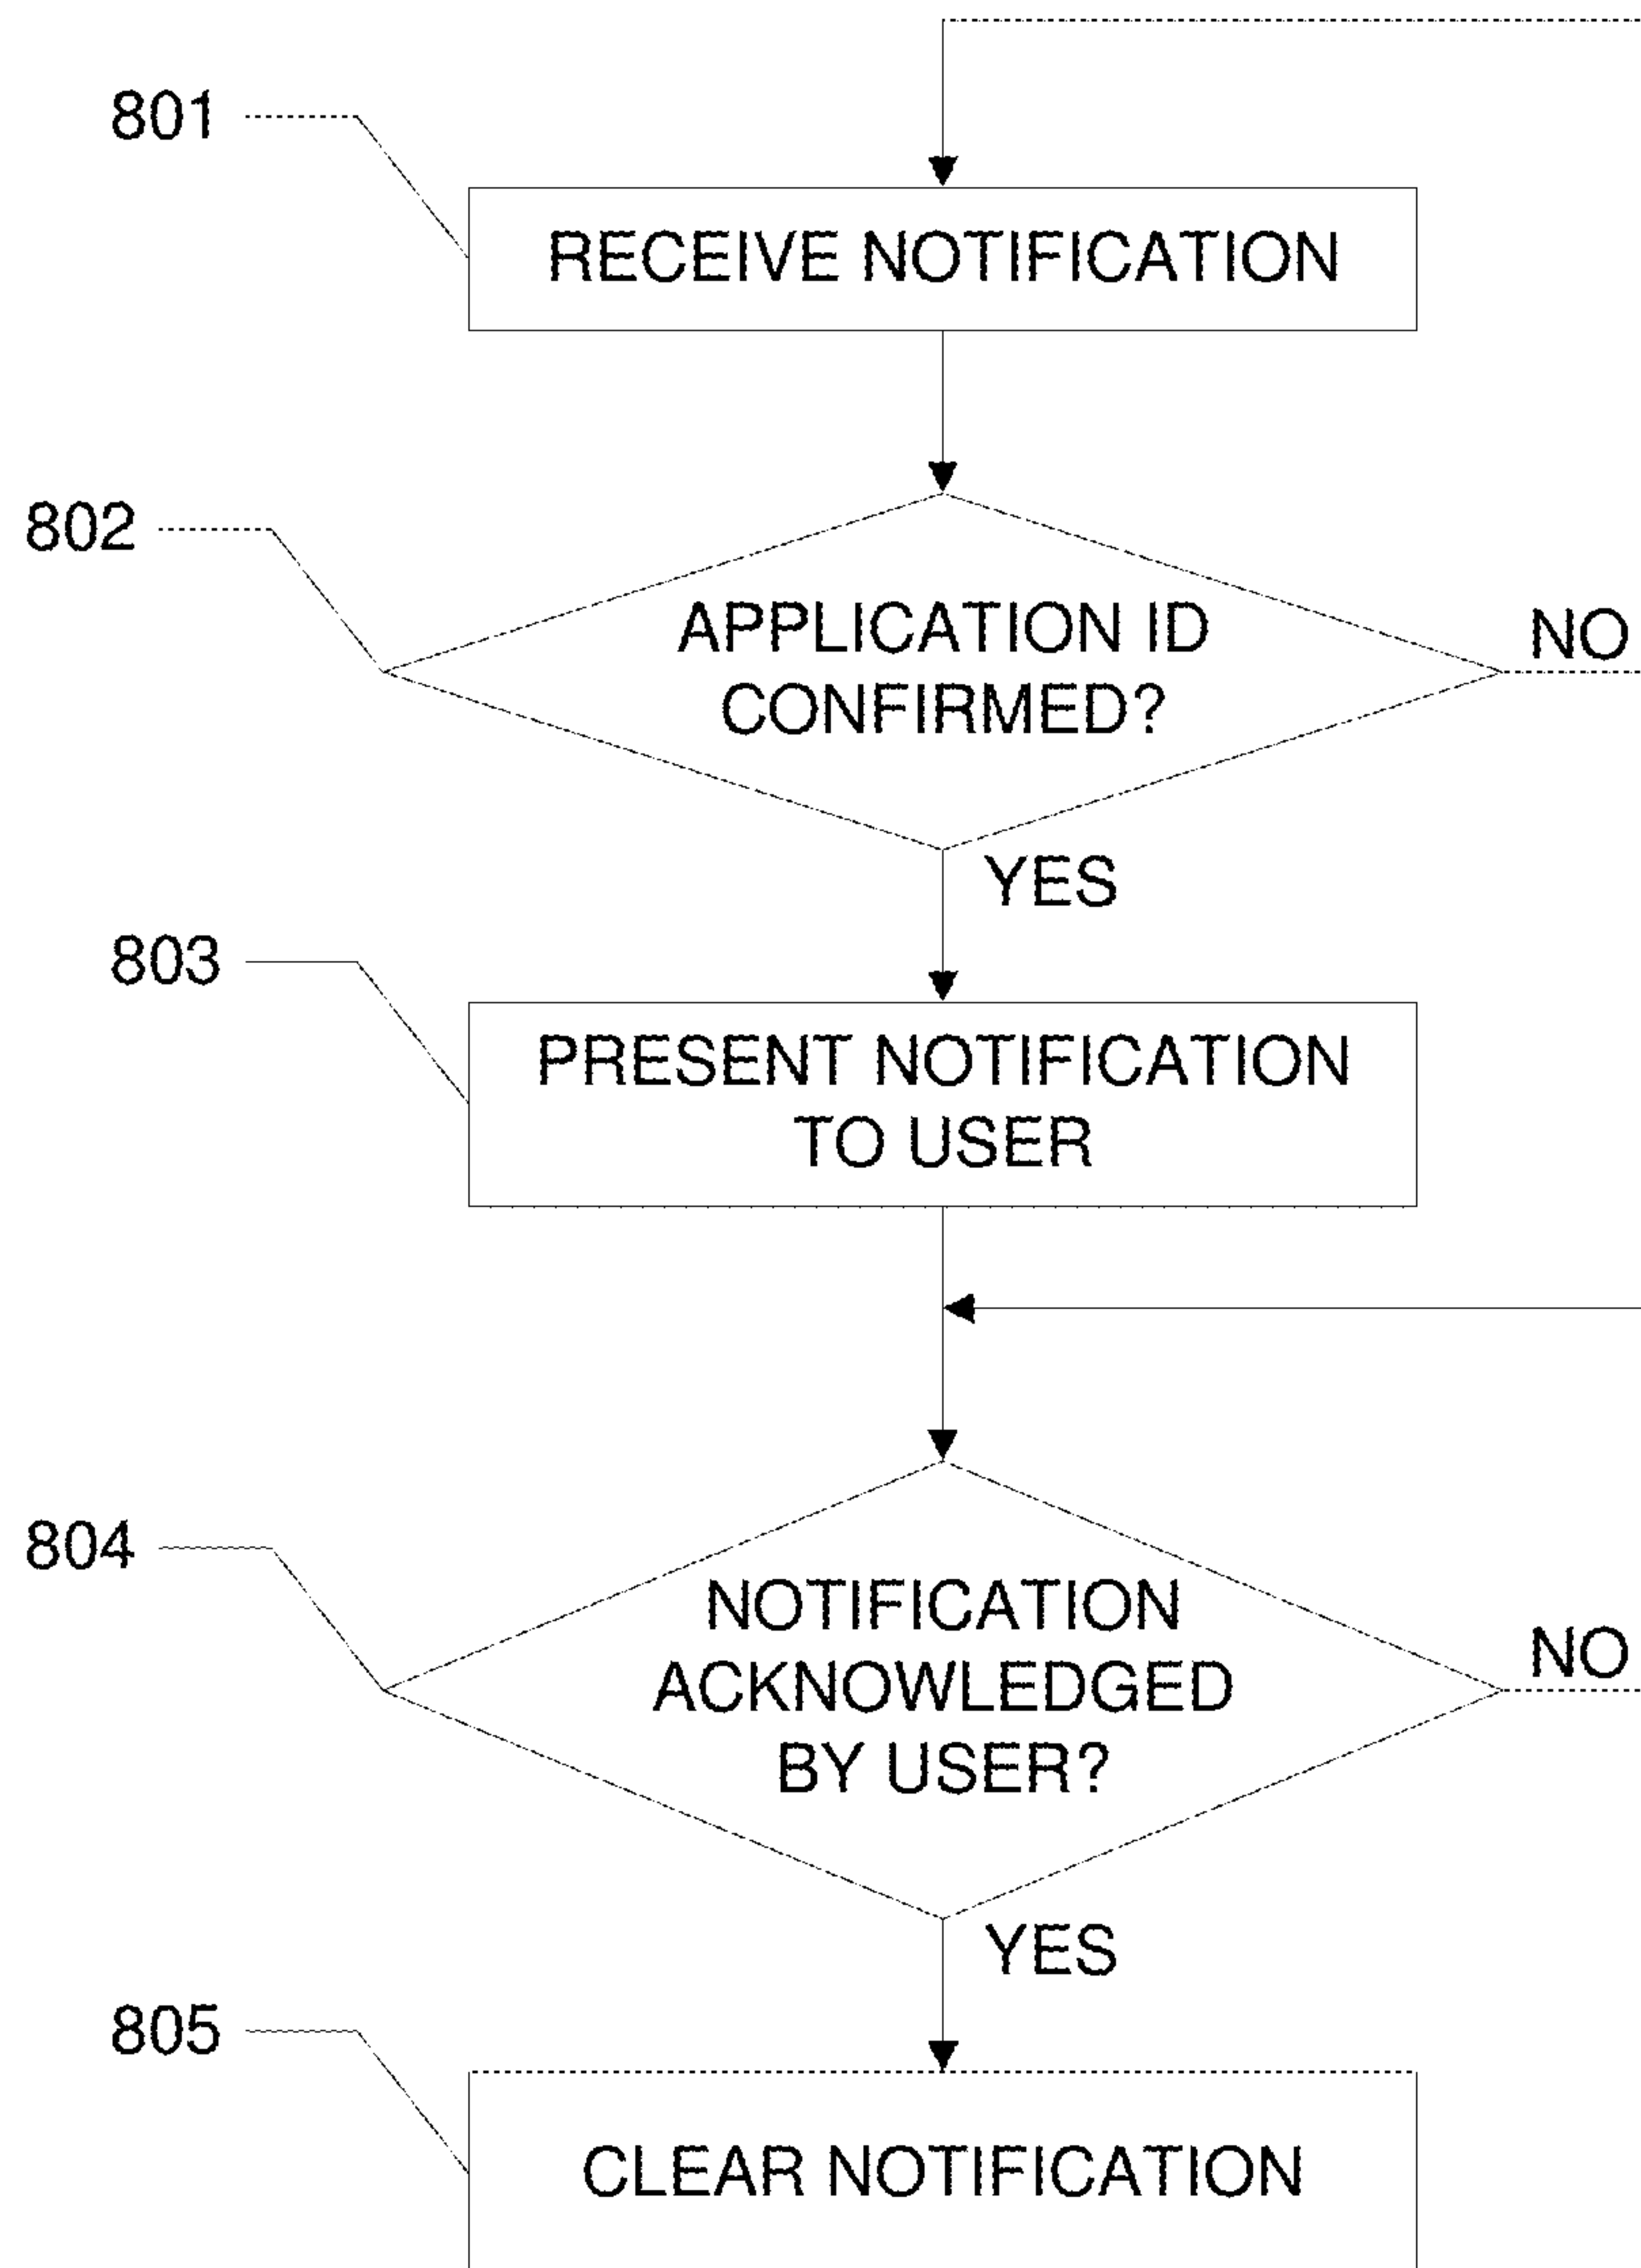 801
RECEIVE NOTIFICATION
802
APPLICATION ID
CONFIRMED?
NO
YES
803
PRESENT NOTIFICATION
TO USER
804
NOTIFICATION
ACKNOWLEDGED
BY USER?
NO
YES
805
CLEAR NOTIFICATION